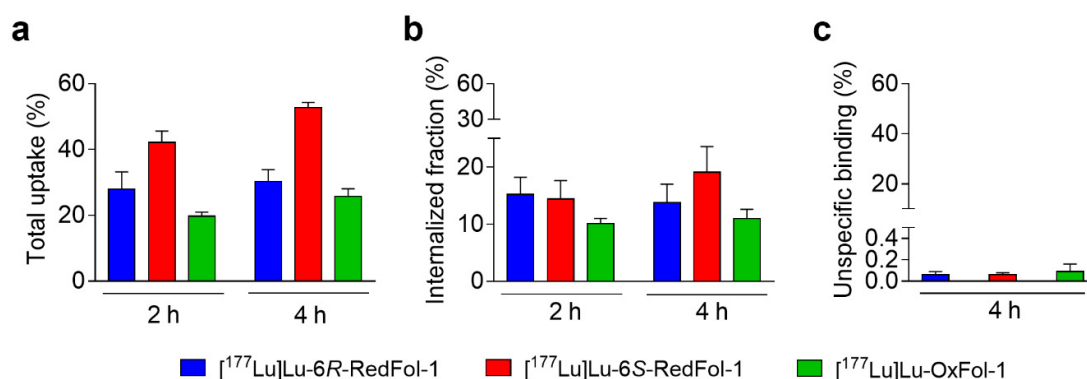 a
Total uptake (%)
60
40
20
0
2 h
4 h
b
Internalized fraction (%)
60
30
20
10
0
2 h
4 h
c
Unspecific binding (%)
60
40
20
0.4
0.2
0.0
4 h
[¹⁷⁷Lu]Lu-6R-RedFol-1
[¹⁷⁷Lu]Lu-6S-RedFol-1
[¹⁷⁷Lu]Lu-OxFol-1